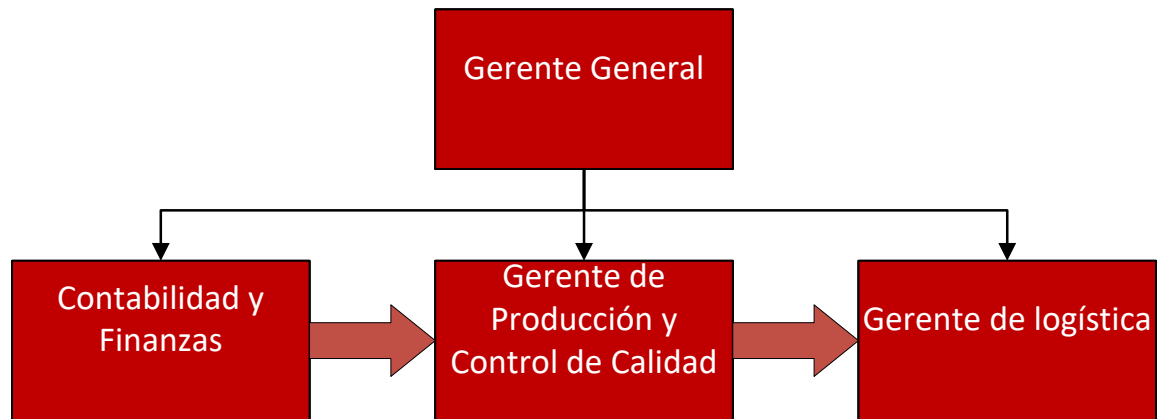 Gerente General
Contabilidad y
Finanzas
Gerente de
Producción y
Control de Calidad
Gerente de logística